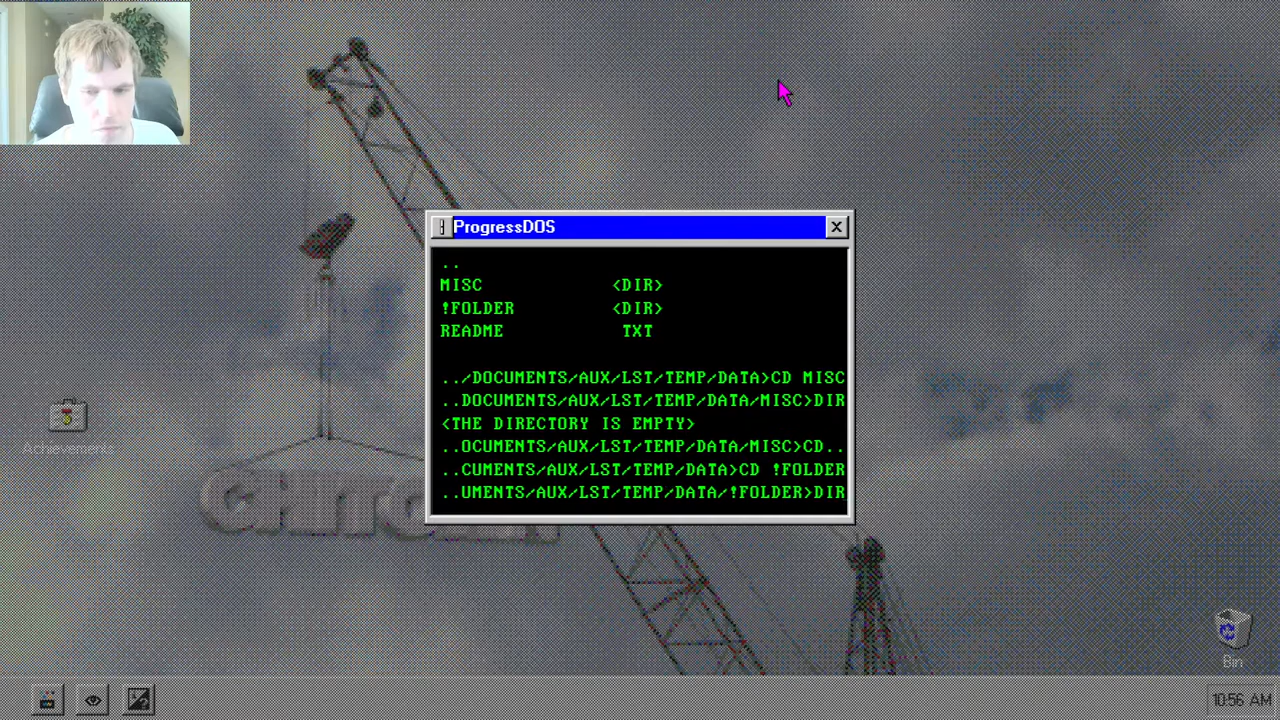 ProgressDOS
..
MISC <DIR>
!FOLDER <DIR>
README TXT
../DOCUMENTS/AUX/LST/TEMP/DATA>CD MISC
..DOCUMENTS/AUX/LST/TEMP/DATA/MISC>DIR
<THE DIRECTORY IS EMPTY>
..OCUMENTS/AUX/LST/TEMP/DATA/MISC>CD..
..CUMENTS/AUX/LST/TEMP/DATA>CD !FOLDER
..UMENTS/AUX/LST/TEMP/DATA/!FOLDER>DIR
Achievements
Bin
10:56 AM